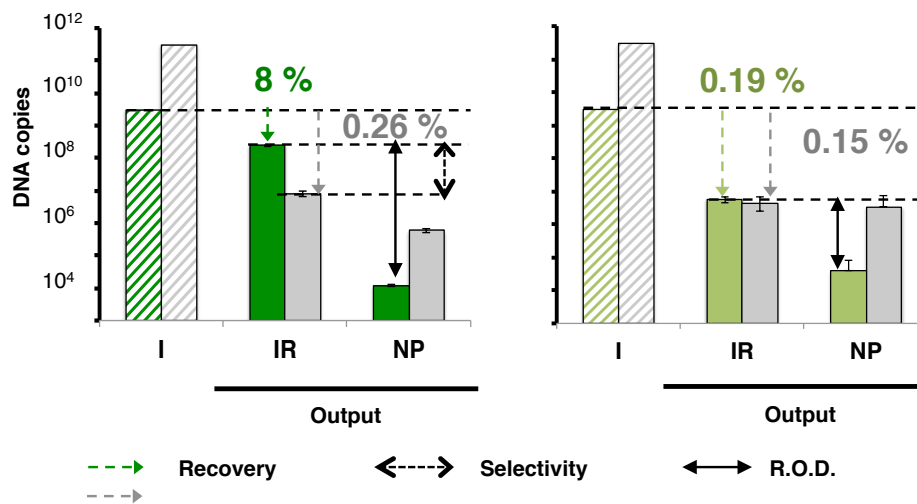 DNA copies
10¹²
10¹⁰
10⁸
10⁶
10⁴
8 %
0.26 %
I
IR
NP
Output
0.19 %
0.15 %
I
IR
NP
Output
Recovery
Selectivity
R.O.D.